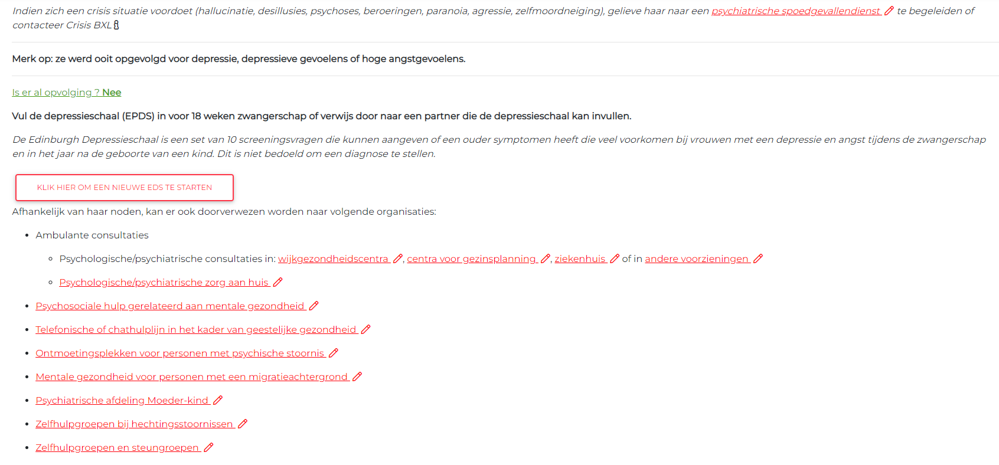 Indien zich een crisis situatie voordoet (hallucinatie, desillusies, psychoses, beroeringen, paranoia, agressie, zelfmoordneiging), gelieve haar naar een psychiatrische spoedgevallendienst te begeleiden of
contacteer Crisis BXL
Merk op: ze werd ooit opgevolgd voor depressie, depressieve gevoelens of hoge angstgevoelens.
Is er al opvolging ? Nee
Vul de depressieschaal (EPDS) in voor 18 weken zwangerschap of verwijs door naar een partner die de depressieschaal kan invullen.
De Edinburgh Depressieschaal is een set van 10 screeningsvragen die kunnen aangeven of een ouder symptomen heeft die veel voorkomen bij vrouwen met een depressie en angst tijdens de zwangerschap
en in het jaar na de geboorte van een kind. Dit is niet bedoeld om een diagnose te stellen.
KLIK HIER OM EEN NIEUWE EDS TE STARTEN
Afhankelijk van haar noden, kan er ook doorverwezen worden naar volgende organisaties:
• Ambulante consultaties
◦ Psychologische/psychiatrische consultaties in: wijkgezondheidscentra , centra voor gezinsplanning , ziekenhuis of in andere voorzieningen
◦ Psychologische/psychiatrische zorg aan huis
• Psychosociale hulp gerelateerd aan mentale gezondheid
• Telefonische of chathulplijn in het kader van geestelijke gezondheid
• Ontmoetingsplekken voor personen met psychische stoornis
• Mentale gezondheid voor personen met een migratieachtergrond
• Psychiatrische afdeling Moeder-kind
• Zelfhulpgroepen bij hechtingsstoornissen
• Zelfhulpgroepen en steungroepen